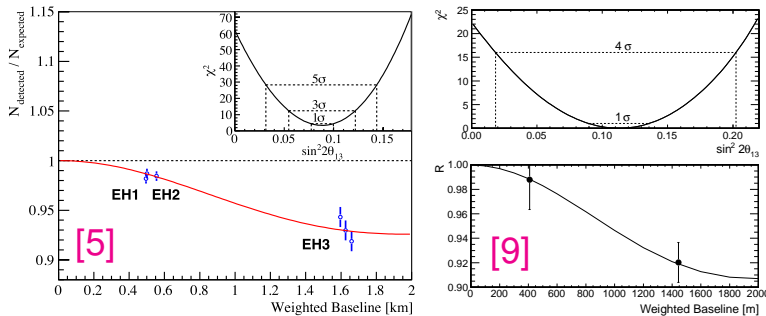 N_detected / N_expected
1.15
1.1
1.05
1
0.95
0.9
0 0.2 0.4 0.6 0.8 1 1.2 1.4 1.6 1.8 2
Weighted Baseline [km]
EH1 EH2
EH3
[5]
χ²
70
60
50
40
30
20
10
0
5σ
3σ
1σ
0 0.05 0.1 0.15
sin²2θ₁₃
χ²
25
20
15
10
5
0
4 σ
1 σ
0.00 0.05 0.10 0.15 0.20
sin² 2θ₁₃
R
1.00
0.98
0.96
0.94
0.92
0.90
[9]
0 200 400 600 800 1000 1200 1400 1600 1800 2000
Weighted Baseline [m]